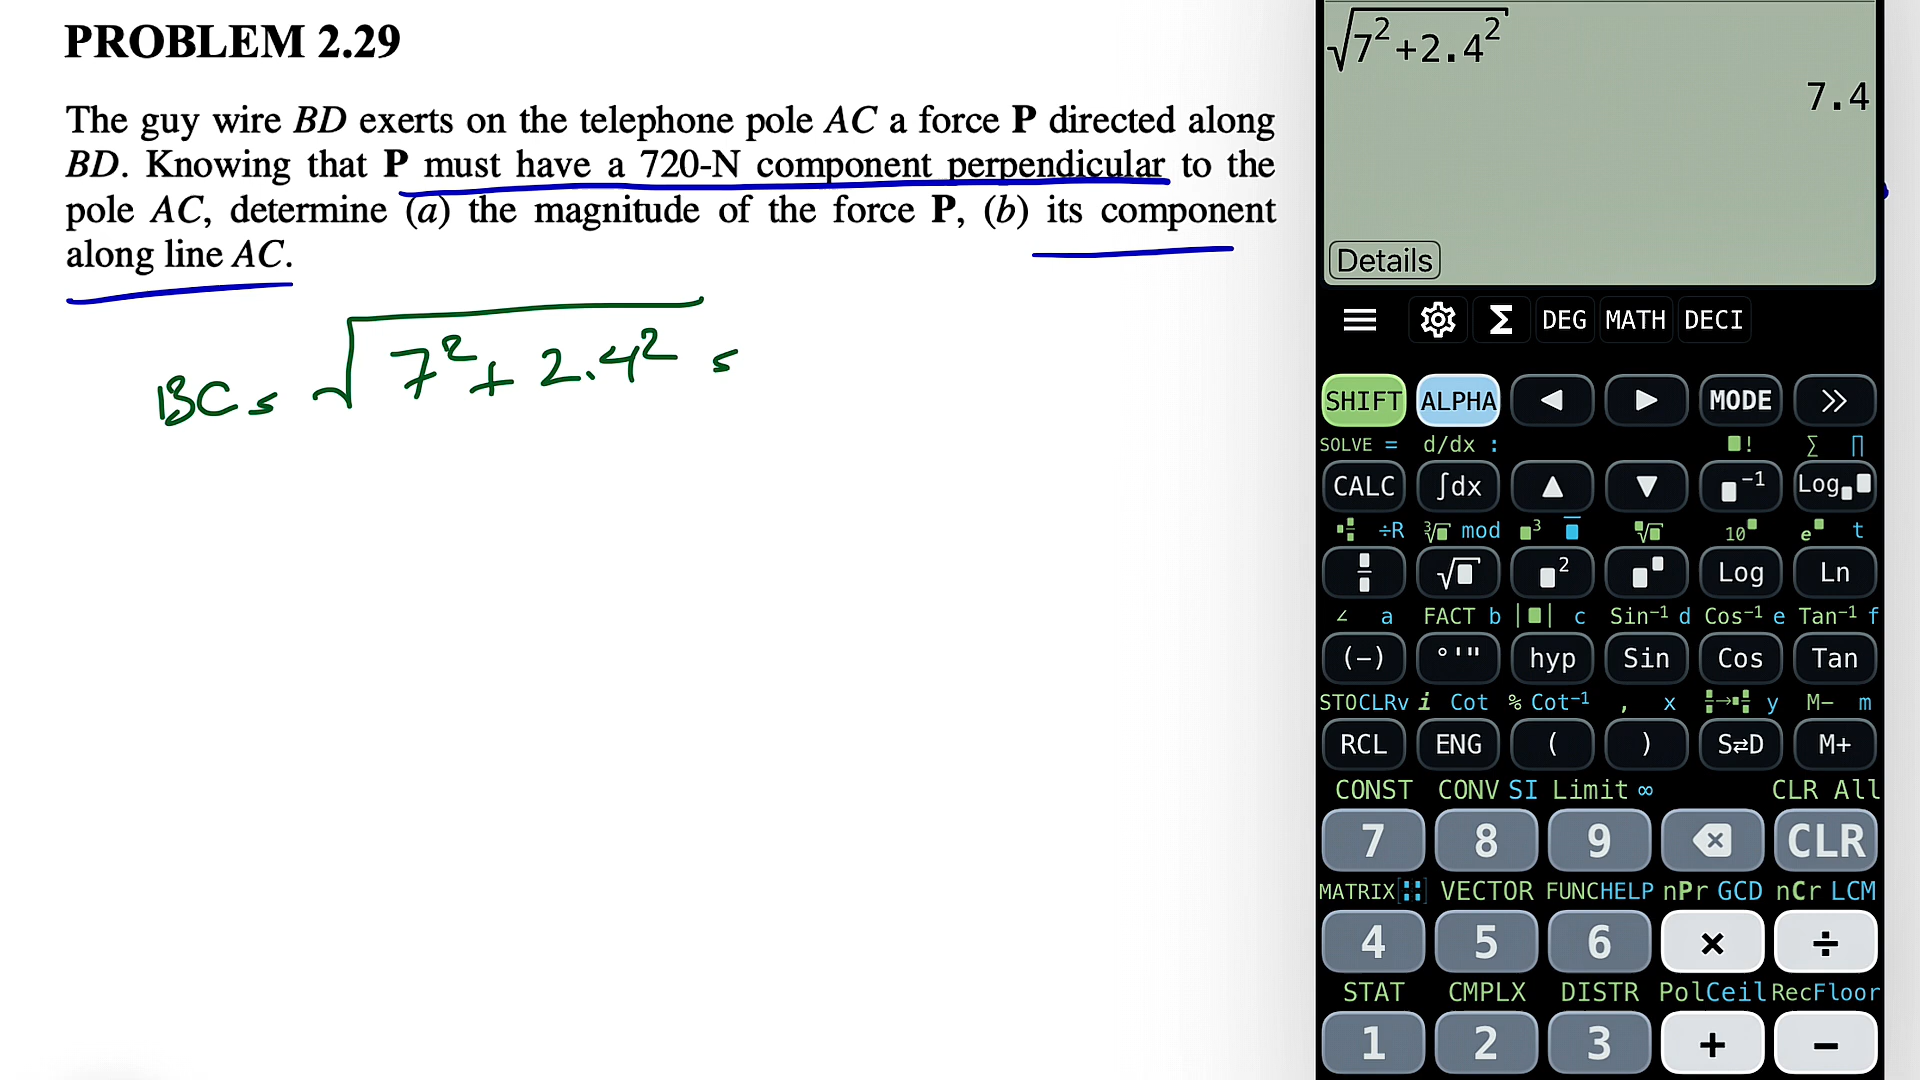 PROBLEM 2.29
The guy wire BD exerts on the telephone pole AC a force P directed along
BD. Knowing that P must have a 720-N component perpendicular to the
pole AC, determine (a) the magnitude of the force P, (b) its component
along line AC.
BC = √7²+2.4² =
√7²+2.4²
7.4
Details
DEG MATH DECI
SHIFT ALPHA ◀ ▶ MODE >>
SOLVE = d/dx : ■! ∑ ∏
CALC ∫dx ▲ ▼ ■⁻¹ Log■■
÷R ∛■ mod ■³ 10■ e■ t
√■ ■² ■■ Log Ln
∠ a FACT b |■| c Sin⁻¹ d Cos⁻¹ e Tan⁻¹ f
(−) °'" hyp Sin Cos Tan
STO CLRv i Cot % Cot⁻¹ , x y M− m
RCL ENG ( ) S⇄D M+
CONST CONV SI Limit ∞ CLR All
7 8 9 CLR
MATRIX VECTOR FUNC HELP nPr GCD nCr LCM
4 5 6 × ÷
STAT CMPLX DISTR Pol Ceil Rec Floor
1 2 3 + −